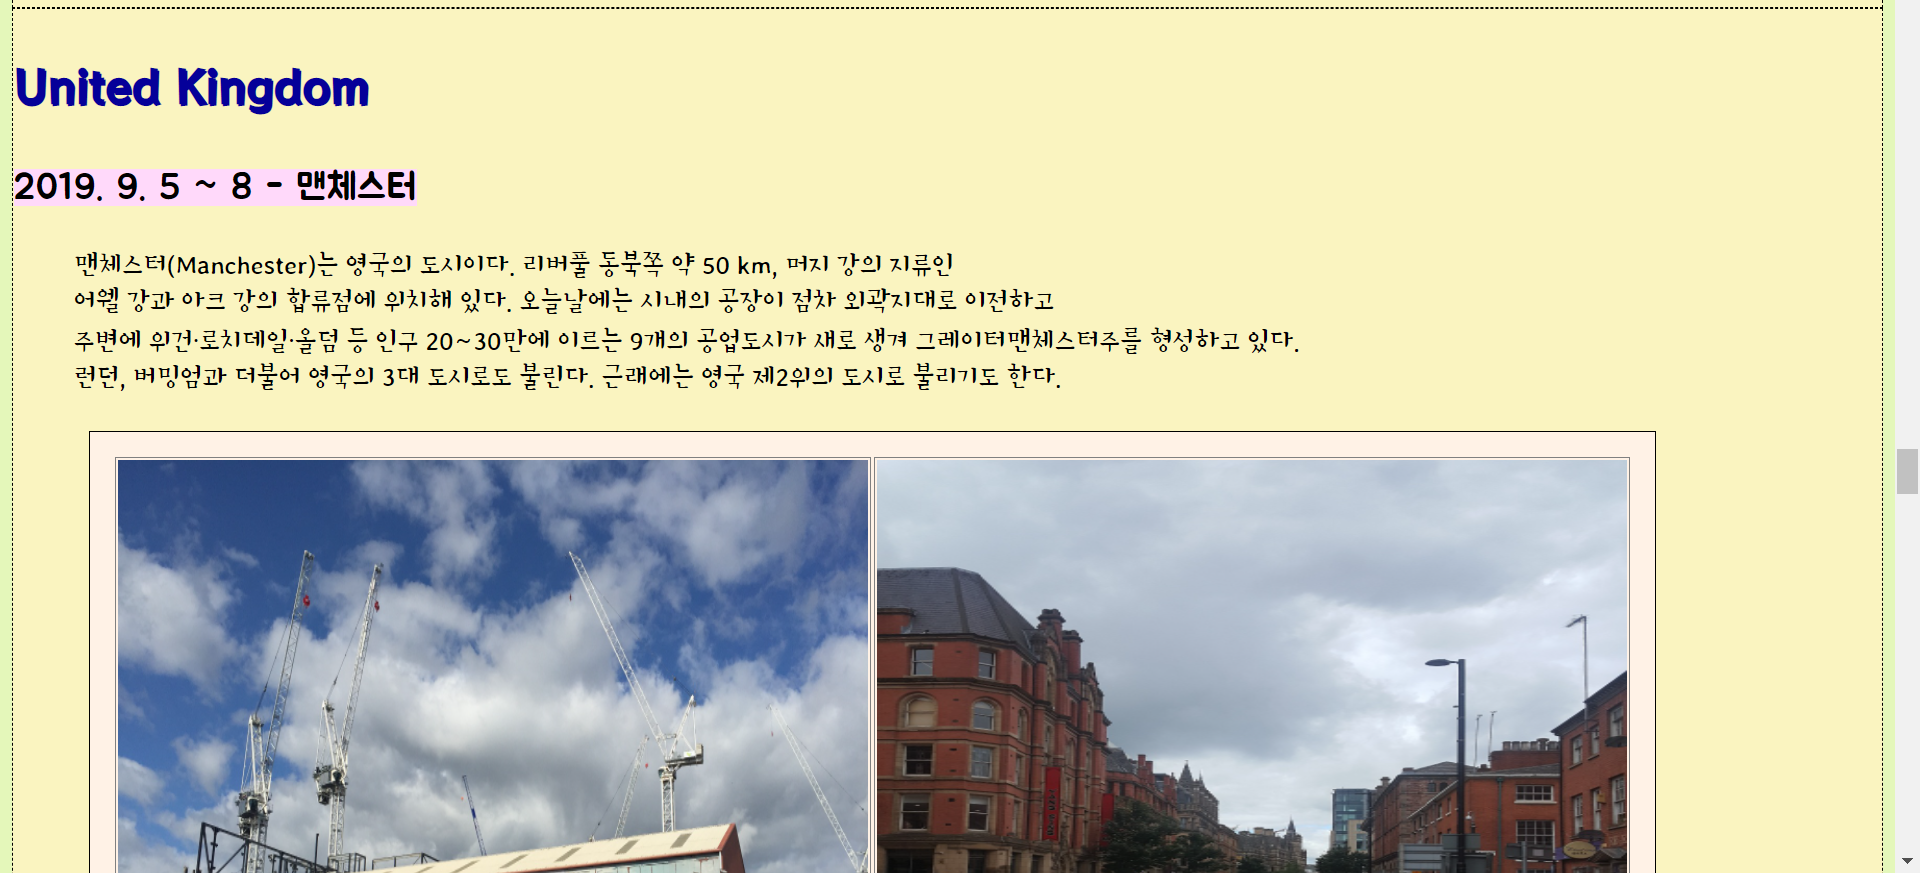 United Kingdom
2019. 9. 5 ~ 8 - 맨체스터
맨체스터(Manchester)는 영국의 도시이다. 리버풀 동북쪽 약 50 km, 머지 강의 지류인
어웰 강과 아크 강의 합류점에 위치해 있다. 오늘날에는 시내의 공장이 점차 외곽지대로 이전하고
주변에 위건·로치데일·올덤 등 인구 20~30만에 이르는 9개의 공업도시가 새로 생겨 그레이터맨체스터주를 형성하고 있다.
런던, 버밍엄과 더불어 영국의 3대 도시로도 불린다. 근래에는 영국 제2위의 도시로 불리기도 한다.